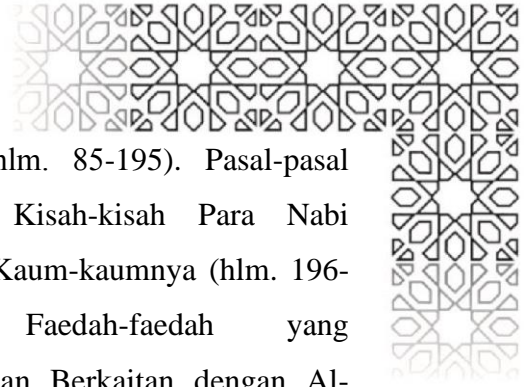 hlm. 85-195). Pasal-pasal
Kisah-kisah Para Nabi
Kaum-kaumnya (hlm. 196-
Faedah-faedah yang
Berkaitan dengan Al-